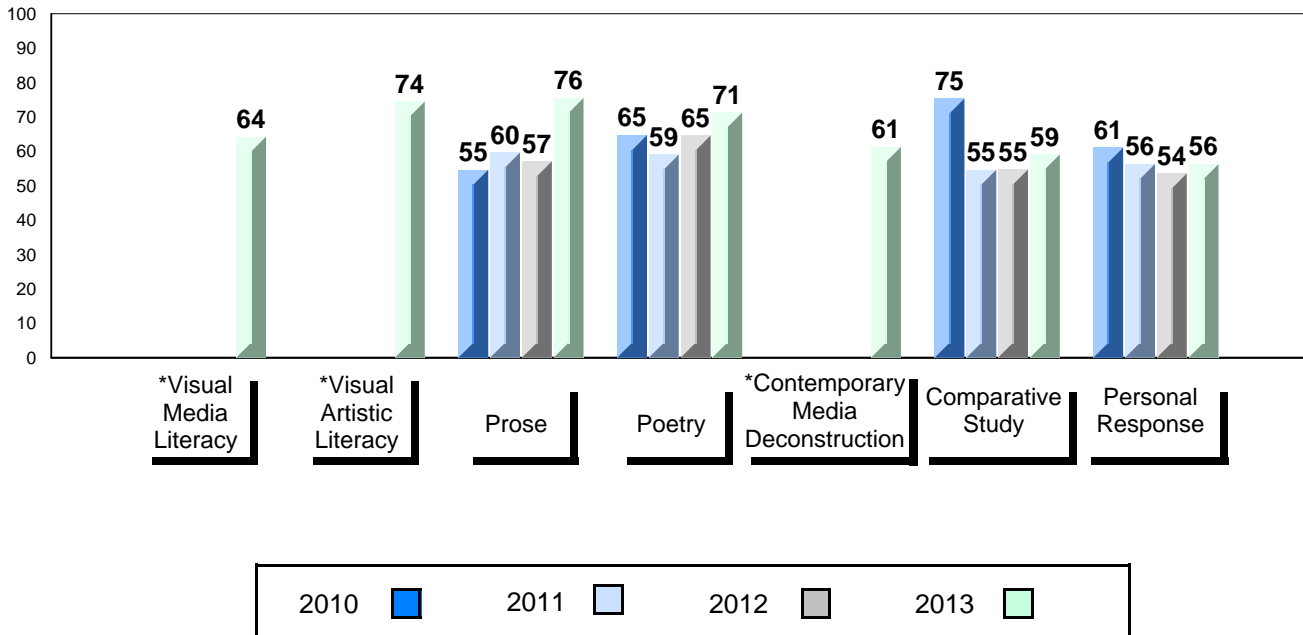 100
90
80
70
60
50
40
30
20
10
0
64
74
55
60
57
76
65
59
65
71
61
75
55
55
59
61
56
54
56
*Visual
Media
Literacy
*Visual
Artistic
Literacy
Prose
Poetry
*Contemporary
Media
Deconstruction
Comparative
Study
Personal
Response
2010 2011 2012 2013